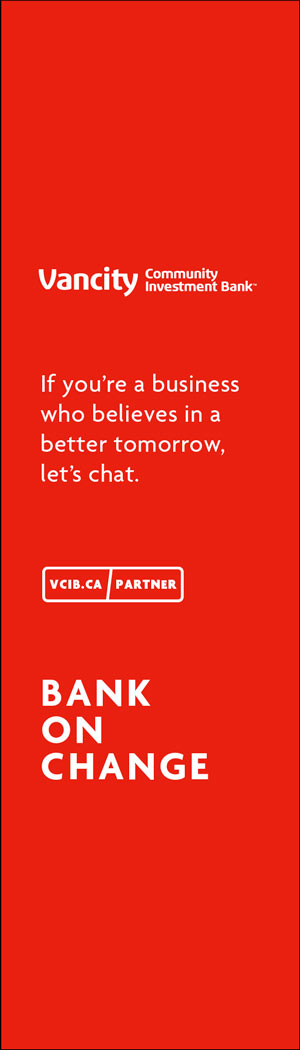 Vancity Community
Investment Bank™
If you’re a business
who believes in a
better tomorrow,
let’s chat.
VCIB.CA / PARTNER
BANK
ON
CHANGE